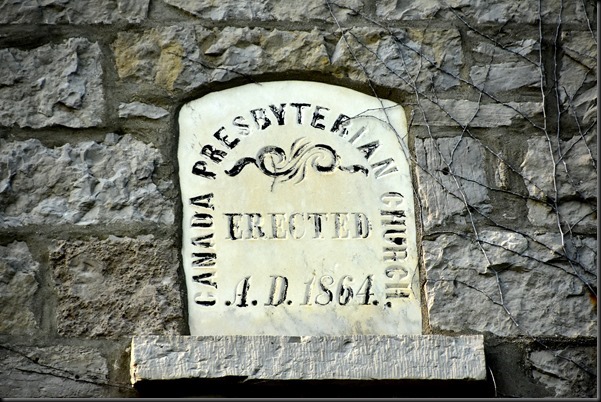 CANADA PRESBYTERIAN CHURCH
ERECTED
A.D. 1864.